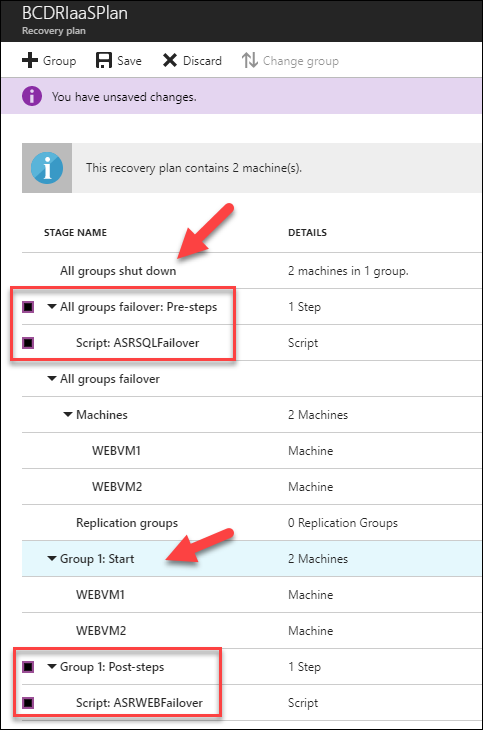 BCDRIaaSPlan
Recovery plan
Group Save Discard Change group
You have unsaved changes.
This recovery plan contains 2 machine(s).
STAGE NAME DETAILS
All groups shut down 2 machines in 1 group.
All groups failover: Pre-steps 1 Step
Script: ASRSQLFailover Script
All groups failover
Machines 2 Machines
WEBVM1 Machine
WEBVM2 Machine
Replication groups 0 Replication Groups
Group 1: Start 2 Machines
WEBVM1 Machine
WEBVM2 Machine
Group 1: Post-steps 1 Step
Script: ASRWEBFailover Script